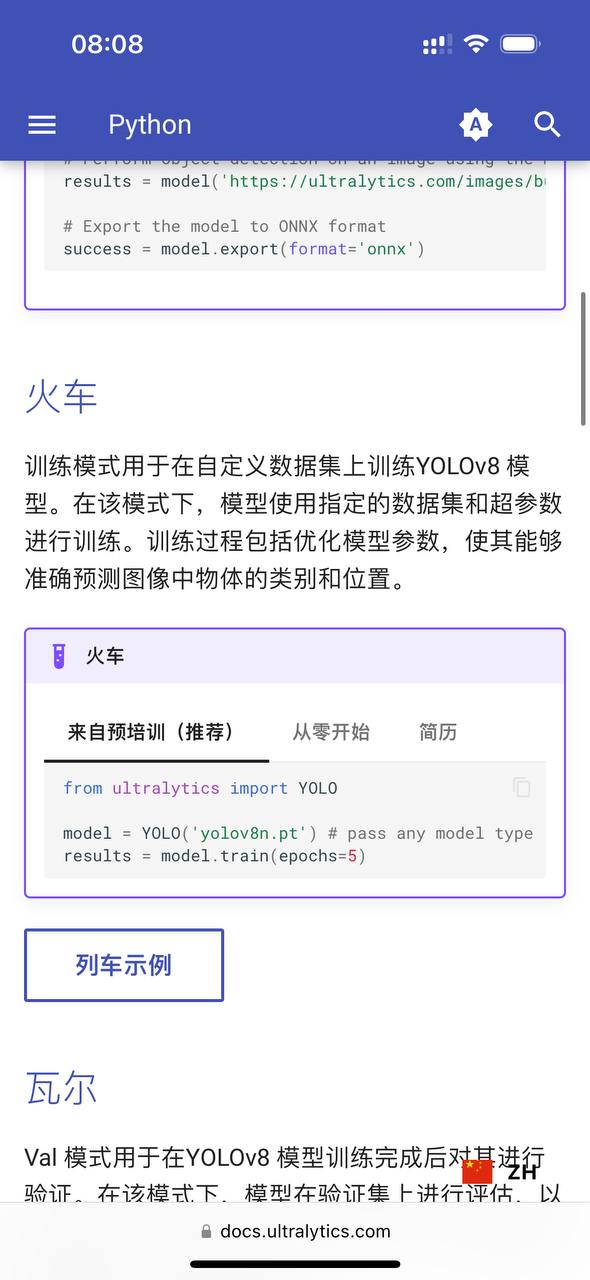 08:08
Python
A
# Perform object detection on an image using the
results = model('https://ultralytics.com/images/b
# Export the model to ONNX format
success = model.export(format='onnx')
火车
训练模式用于在自定义数据集上训练YOLOv8 模
型。在该模式下，模型使用指定的数据集和超参数
进行训练。训练过程包括优化模型参数，使其能够
准确预测图像中物体的类别和位置。
火车
来自预培训（推荐） 从零开始 简历
from ultralytics import YOLO
model = YOLO('yolov8n.pt') # pass any model type
results = model.train(epochs=5)
列车示例
瓦尔
Val 模式用于在YOLOv8 模型训练完成后对其进行
验证。在该模式下，模型在验证集上进行评估，以
ZH
docs.ultralytics.com